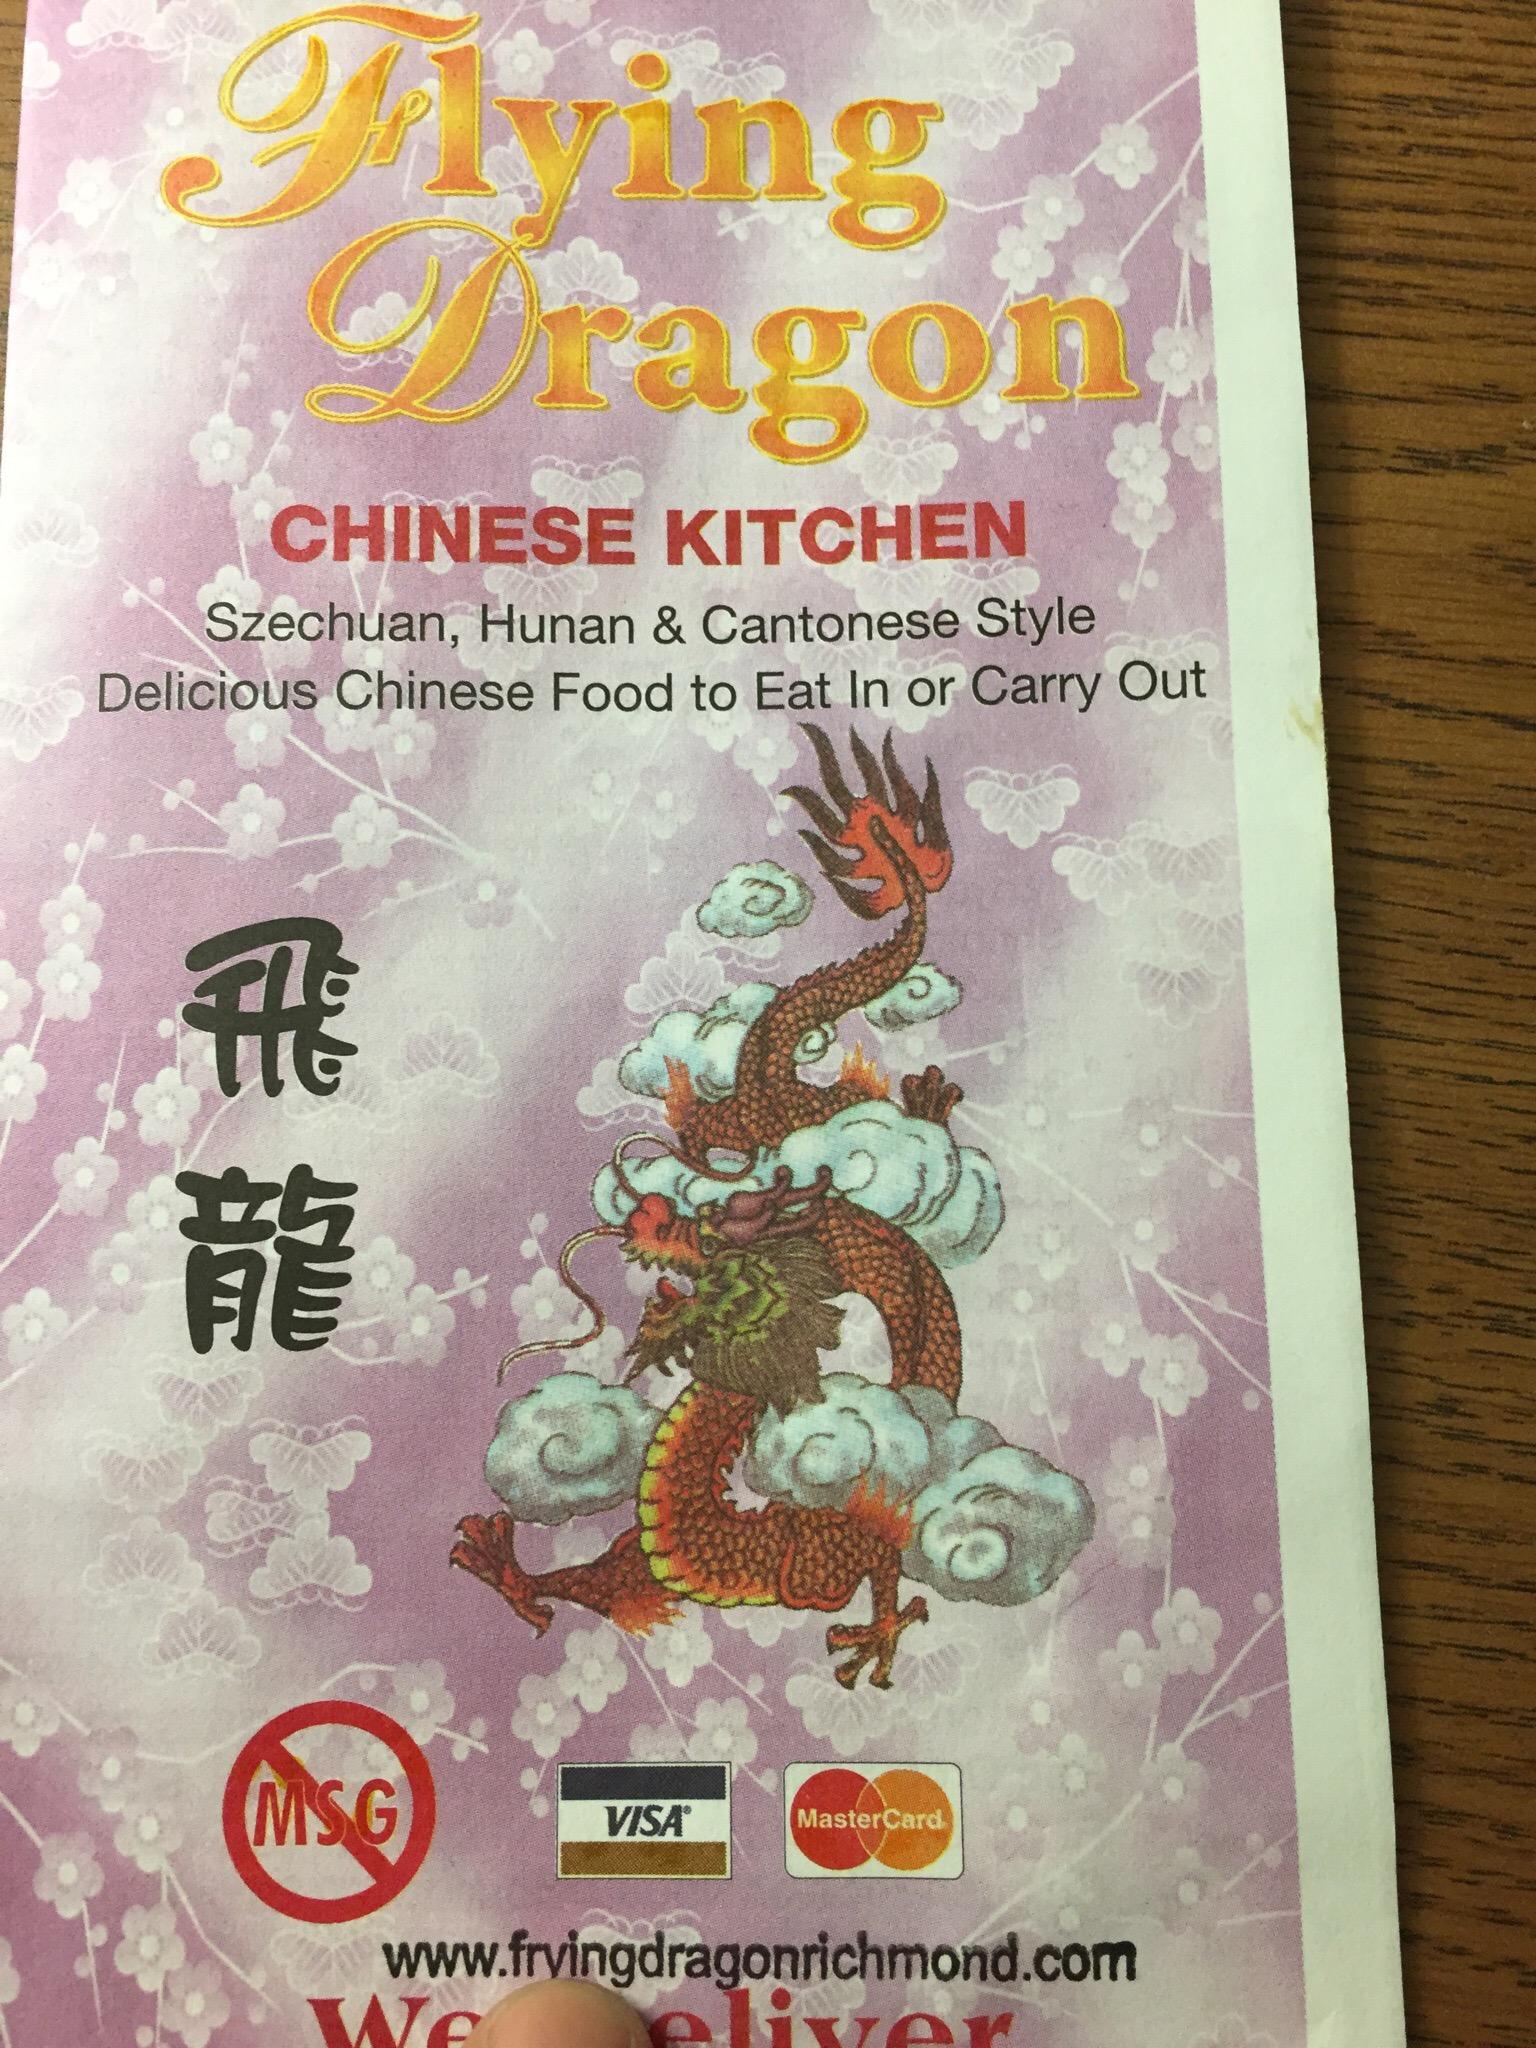 Flying
Dragon
CHINESE KITCHEN
Szechuan, Hunan & Cantonese Style
Delicious Chinese Food to Eat In or Carry Out
飛
龍
MSG
VISA
MasterCard
www.fryingdragonrichmond.com
We